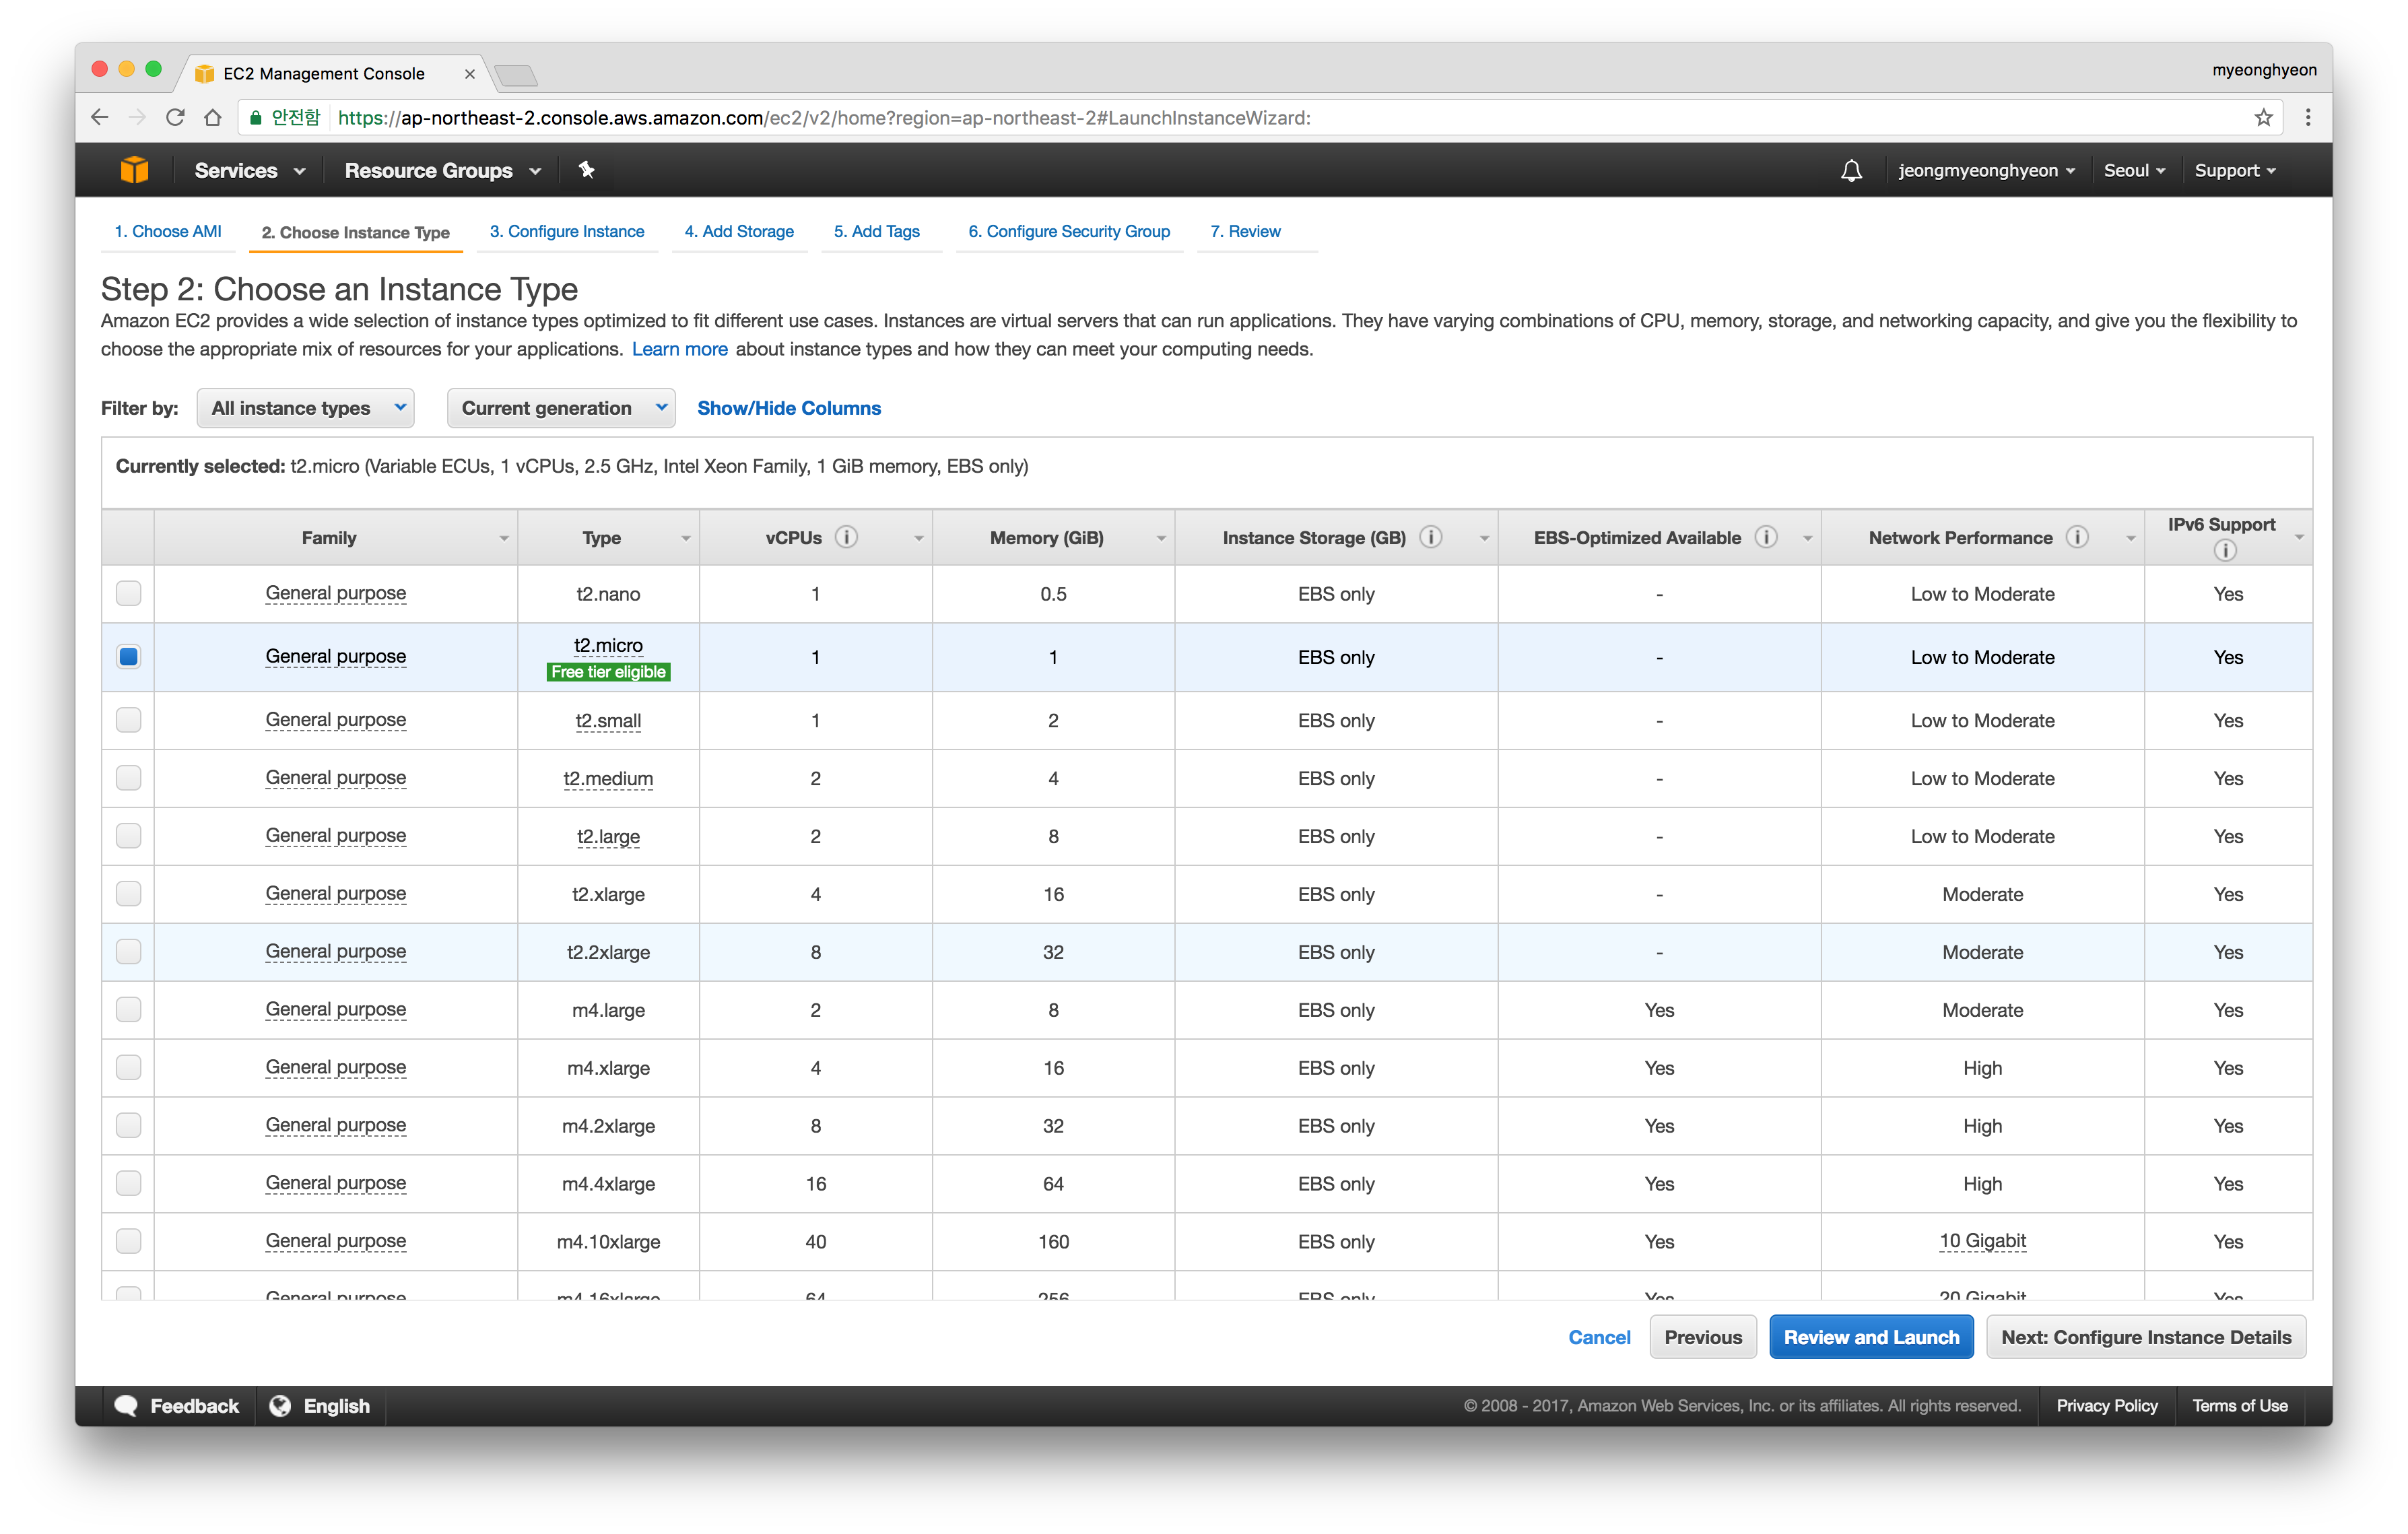 EC2 Management Console
myeonghyeon
안전함 https://ap-northeast-2.console.aws.amazon.com/ec2/v2/home?region=ap-northeast-2#LaunchInstanceWizard:
Services Resource Groups jeongmyeonghyeon Seoul Support
1. Choose AMI 2. Choose Instance Type 3. Configure Instance 4. Add Storage 5. Add Tags 6. Configure Security Group 7. Review
Step 2: Choose an Instance Type
Amazon EC2 provides a wide selection of instance types optimized to fit different use cases. Instances are virtual servers that can run applications. They have varying combinations of CPU, memory, storage, and networking capacity, and give you the flexibility to
choose the appropriate mix of resources for your applications. Learn more about instance types and how they can meet your computing needs.
Filter by: All instance types Current generation Show/Hide Columns
Currently selected: t2.micro (Variable ECUs, 1 vCPUs, 2.5 GHz, Intel Xeon Family, 1 GiB memory, EBS only)
Family Type vCPUs Memory (GiB) Instance Storage (GB) EBS-Optimized Available Network Performance IPv6 Support
General purpose t2.nano 1 0.5 EBS only - Low to Moderate Yes
General purpose t2.micro 1 1 EBS only - Low to Moderate Yes
Free tier eligible
General purpose t2.small 1 2 EBS only - Low to Moderate Yes
General purpose t2.medium 2 4 EBS only - Low to Moderate Yes
General purpose t2.large 2 8 EBS only - Low to Moderate Yes
General purpose t2.xlarge 4 16 EBS only - Moderate Yes
General purpose t2.2xlarge 8 32 EBS only - Moderate Yes
General purpose m4.large 2 8 EBS only Yes Moderate Yes
General purpose m4.xlarge 4 16 EBS only Yes High Yes
General purpose m4.2xlarge 8 32 EBS only Yes High Yes
General purpose m4.4xlarge 16 64 EBS only Yes High Yes
General purpose m4.10xlarge 40 160 EBS only Yes 10 Gigabit Yes
General purpose m4.16xlarge 64 256 EBS only Yes 20 Gigabit Yes
Cancel Previous Review and Launch Next: Configure Instance Details
Feedback English © 2008 - 2017, Amazon Web Services, Inc. or its affiliates. All rights reserved. Privacy Policy Terms of Use